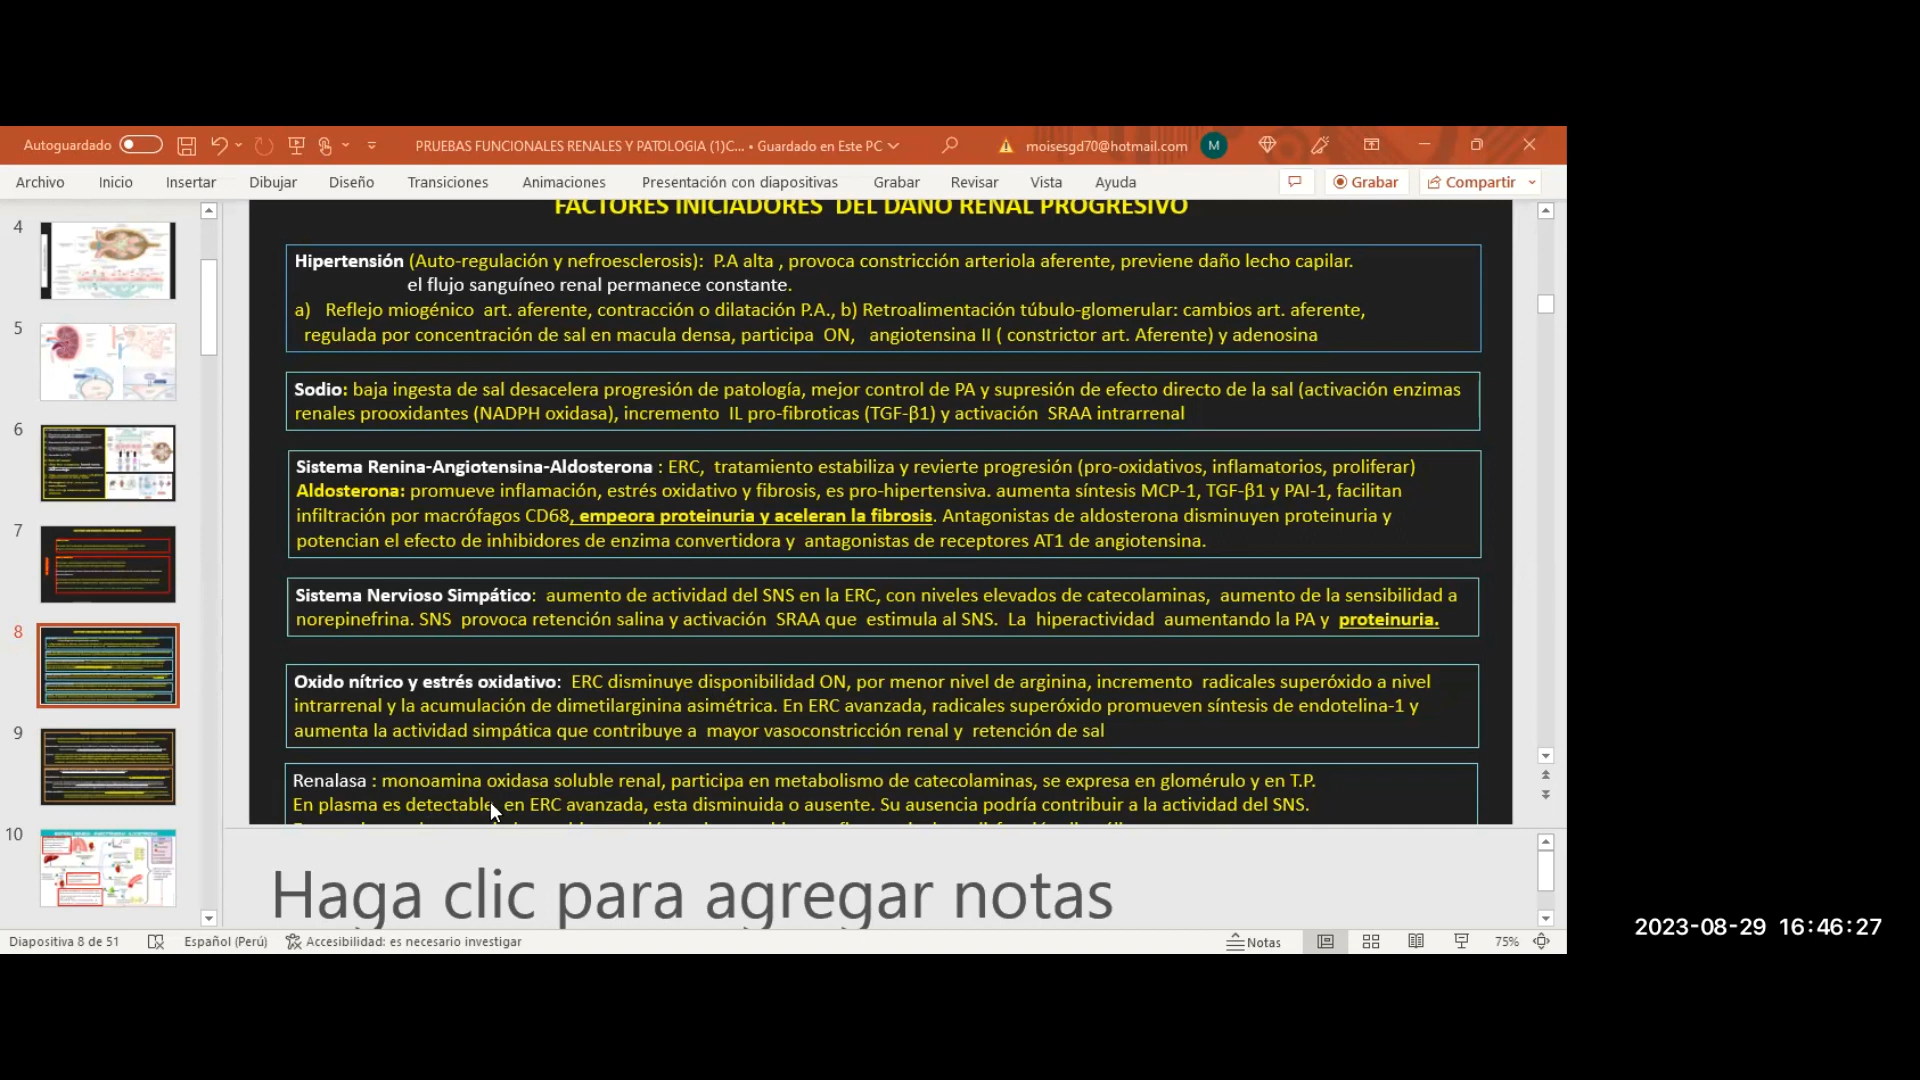 Autoguardado
PRUEBAS FUNCIONALES RENALES Y PATOLOGIA (1)C... • Guardado en Este PC
moisesgd70@hotmail.com
M
Archivo Inicio Insertar Dibujar Diseño Transiciones Animaciones Presentación con diapositivas Grabar Revisar Vista Ayuda
Grabar
Compartir
4
5
6
7
8
9
10
FACTORES INICIADORES DEL DAÑO RENAL PROGRESIVO
Hipertensión (Auto-regulación y nefroesclerosis): P.A alta , provoca constricción arteriola aferente, previene daño lecho capilar.
el flujo sanguíneo renal permanece constante.
a) Reflejo miogénico art. aferente, contracción o dilatación P.A., b) Retroalimentación túbulo-glomerular: cambios art. aferente,
regulada por concentración de sal en macula densa, participa ON, angiotensina II ( constrictor art. Aferente) y adenosina
Sodio: baja ingesta de sal desacelera progresión de patología, mejor control de PA y supresión de efecto directo de la sal (activación enzimas
renales prooxidantes (NADPH oxidasa), incremento IL pro-fibroticas (TGF-β1) y activación SRAA intrarrenal
Sistema Renina-Angiotensina-Aldosterona : ERC, tratamiento estabiliza y revierte progresión (pro-oxidativos, inflamatorios, proliferar)
Aldosterona: promueve inflamación, estrés oxidativo y fibrosis, es pro-hipertensiva. aumenta síntesis MCP-1, TGF-β1 y PAI-1, facilitan
infiltración por macrófagos CD68, empeora proteinuria y aceleran la fibrosis. Antagonistas de aldosterona disminuyen proteinuria y
potencian el efecto de inhibidores de enzima convertidora y antagonistas de receptores AT1 de angiotensina.
Sistema Nervioso Simpático: aumento de actividad del SNS en la ERC, con niveles elevados de catecolaminas, aumento de la sensibilidad a
norepinefrina. SNS provoca retención salina y activación SRAA que estimula al SNS. La hiperactividad aumentando la PA y proteinuria.
Oxido nítrico y estrés oxidativo: ERC disminuye disponibilidad ON, por menor nivel de arginina, incremento radicales superóxido a nivel
intrarrenal y la acumulación de dimetilarginina asimétrica. En ERC avanzada, radicales superóxido promueven síntesis de endotelina-1 y
aumenta la actividad simpática que contribuye a mayor vasoconstricción renal y retención de sal
Renalasa : monoamina oxidasa soluble renal, participa en metabolismo de catecolaminas, se expresa en glomérulo y en T.P.
En plasma es detectable, en ERC avanzada, esta disminuida o ausente. Su ausencia podría contribuir a la actividad del SNS.
Haga clic para agregar notas
Diapositiva 8 de 51
Español (Perú)
Accesibilidad: es necesario investigar
Notas
75%
2023-08-29 16:46:27